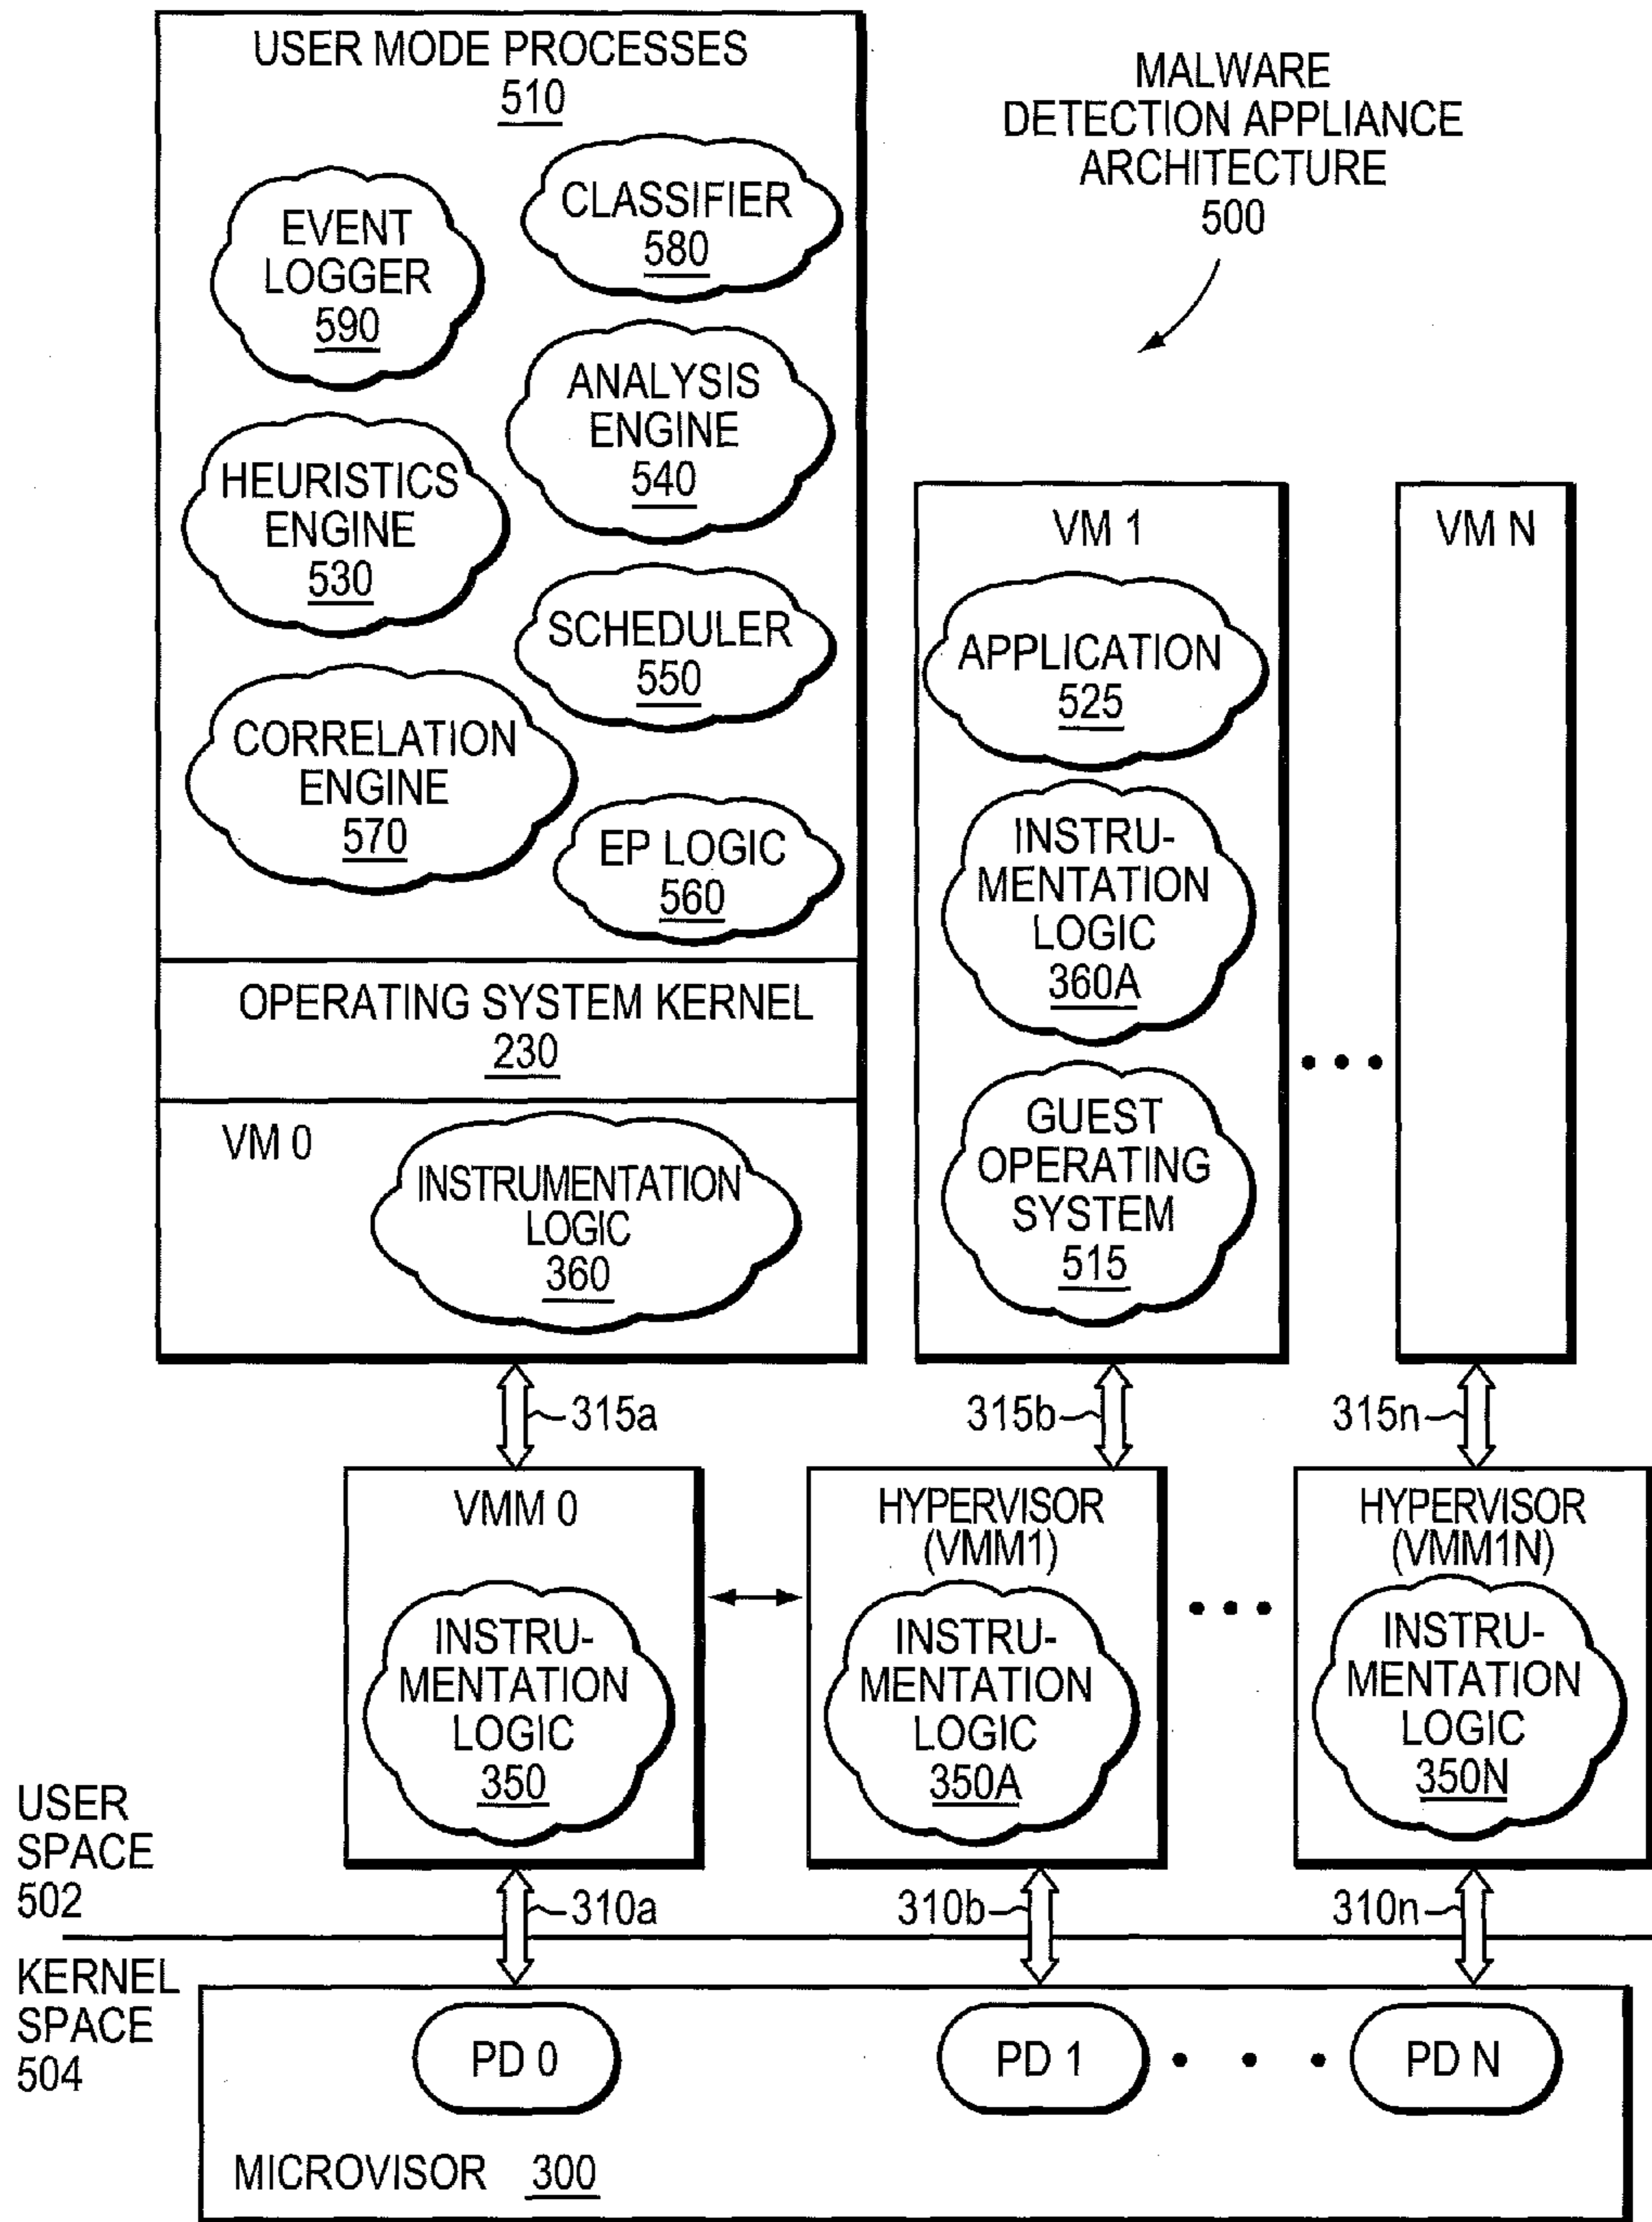 USER MODE PROCESSES
510
MALWARE
DETECTION APPLIANCE
ARCHITECTURE
500
EVENT
LOGGER
590
CLASSIFIER
580
ANALYSIS
ENGINE
540
HEURISTICS
ENGINE
530
SCHEDULER
550
CORRELATION
ENGINE
570
EP LOGIC
560
OPERATING SYSTEM KERNEL
230
VM 0
INSTRUMENTATION
LOGIC
360
VM 1
APPLICATION
525
INSTRU-
MENTATION
LOGIC
360A
GUEST
OPERATING
SYSTEM
515
VM N
315a
315b
315n
VMM 0
INSTRU-
MENTATION
LOGIC
350
HYPERVISOR
(VMM1)
INSTRU-
MENTATION
LOGIC
350A
HYPERVISOR
(VMM1N)
INSTRU-
MENTATION
LOGIC
350N
USER
SPACE
502
310a
310b
310n
KERNEL
SPACE
504
PD 0
PD 1
PD N
MICROVISOR 300